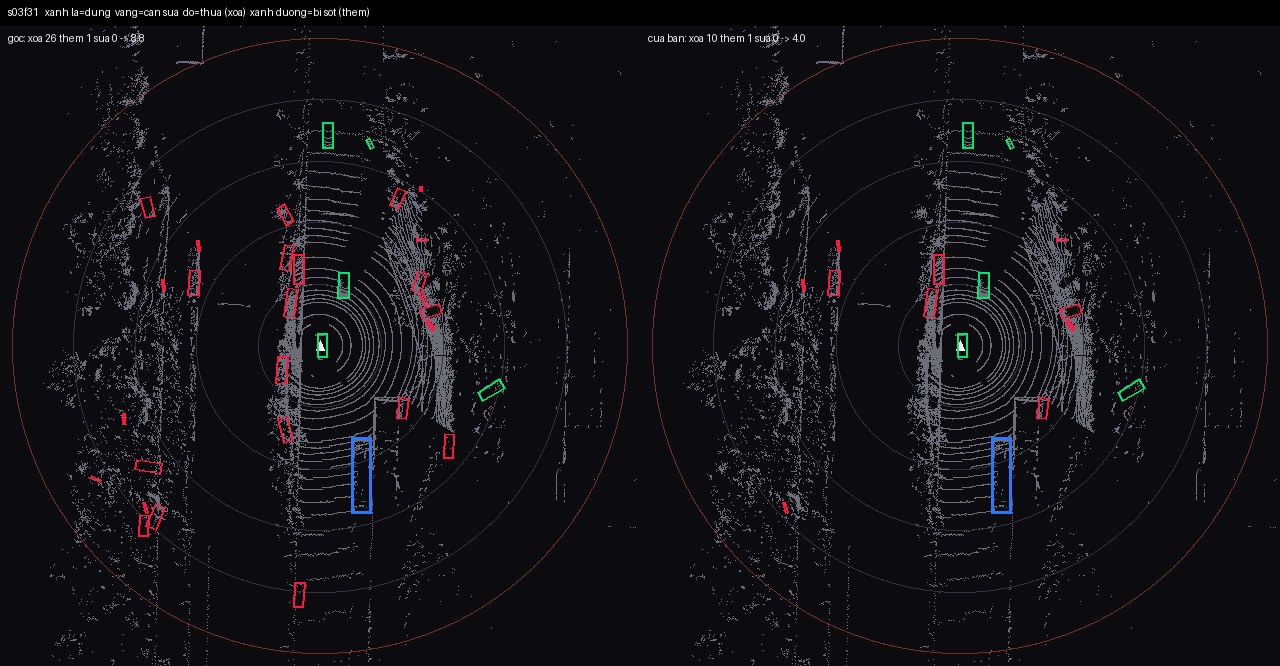 s03f31 xanh la=dung vang=can sua do=thua (xoa) xanh duong=bi sot (them)
goc: xoa 26 them 1 sua 0 -> 8.8
cua ban: xoa 10 them 1 sua 0 -> 4.0